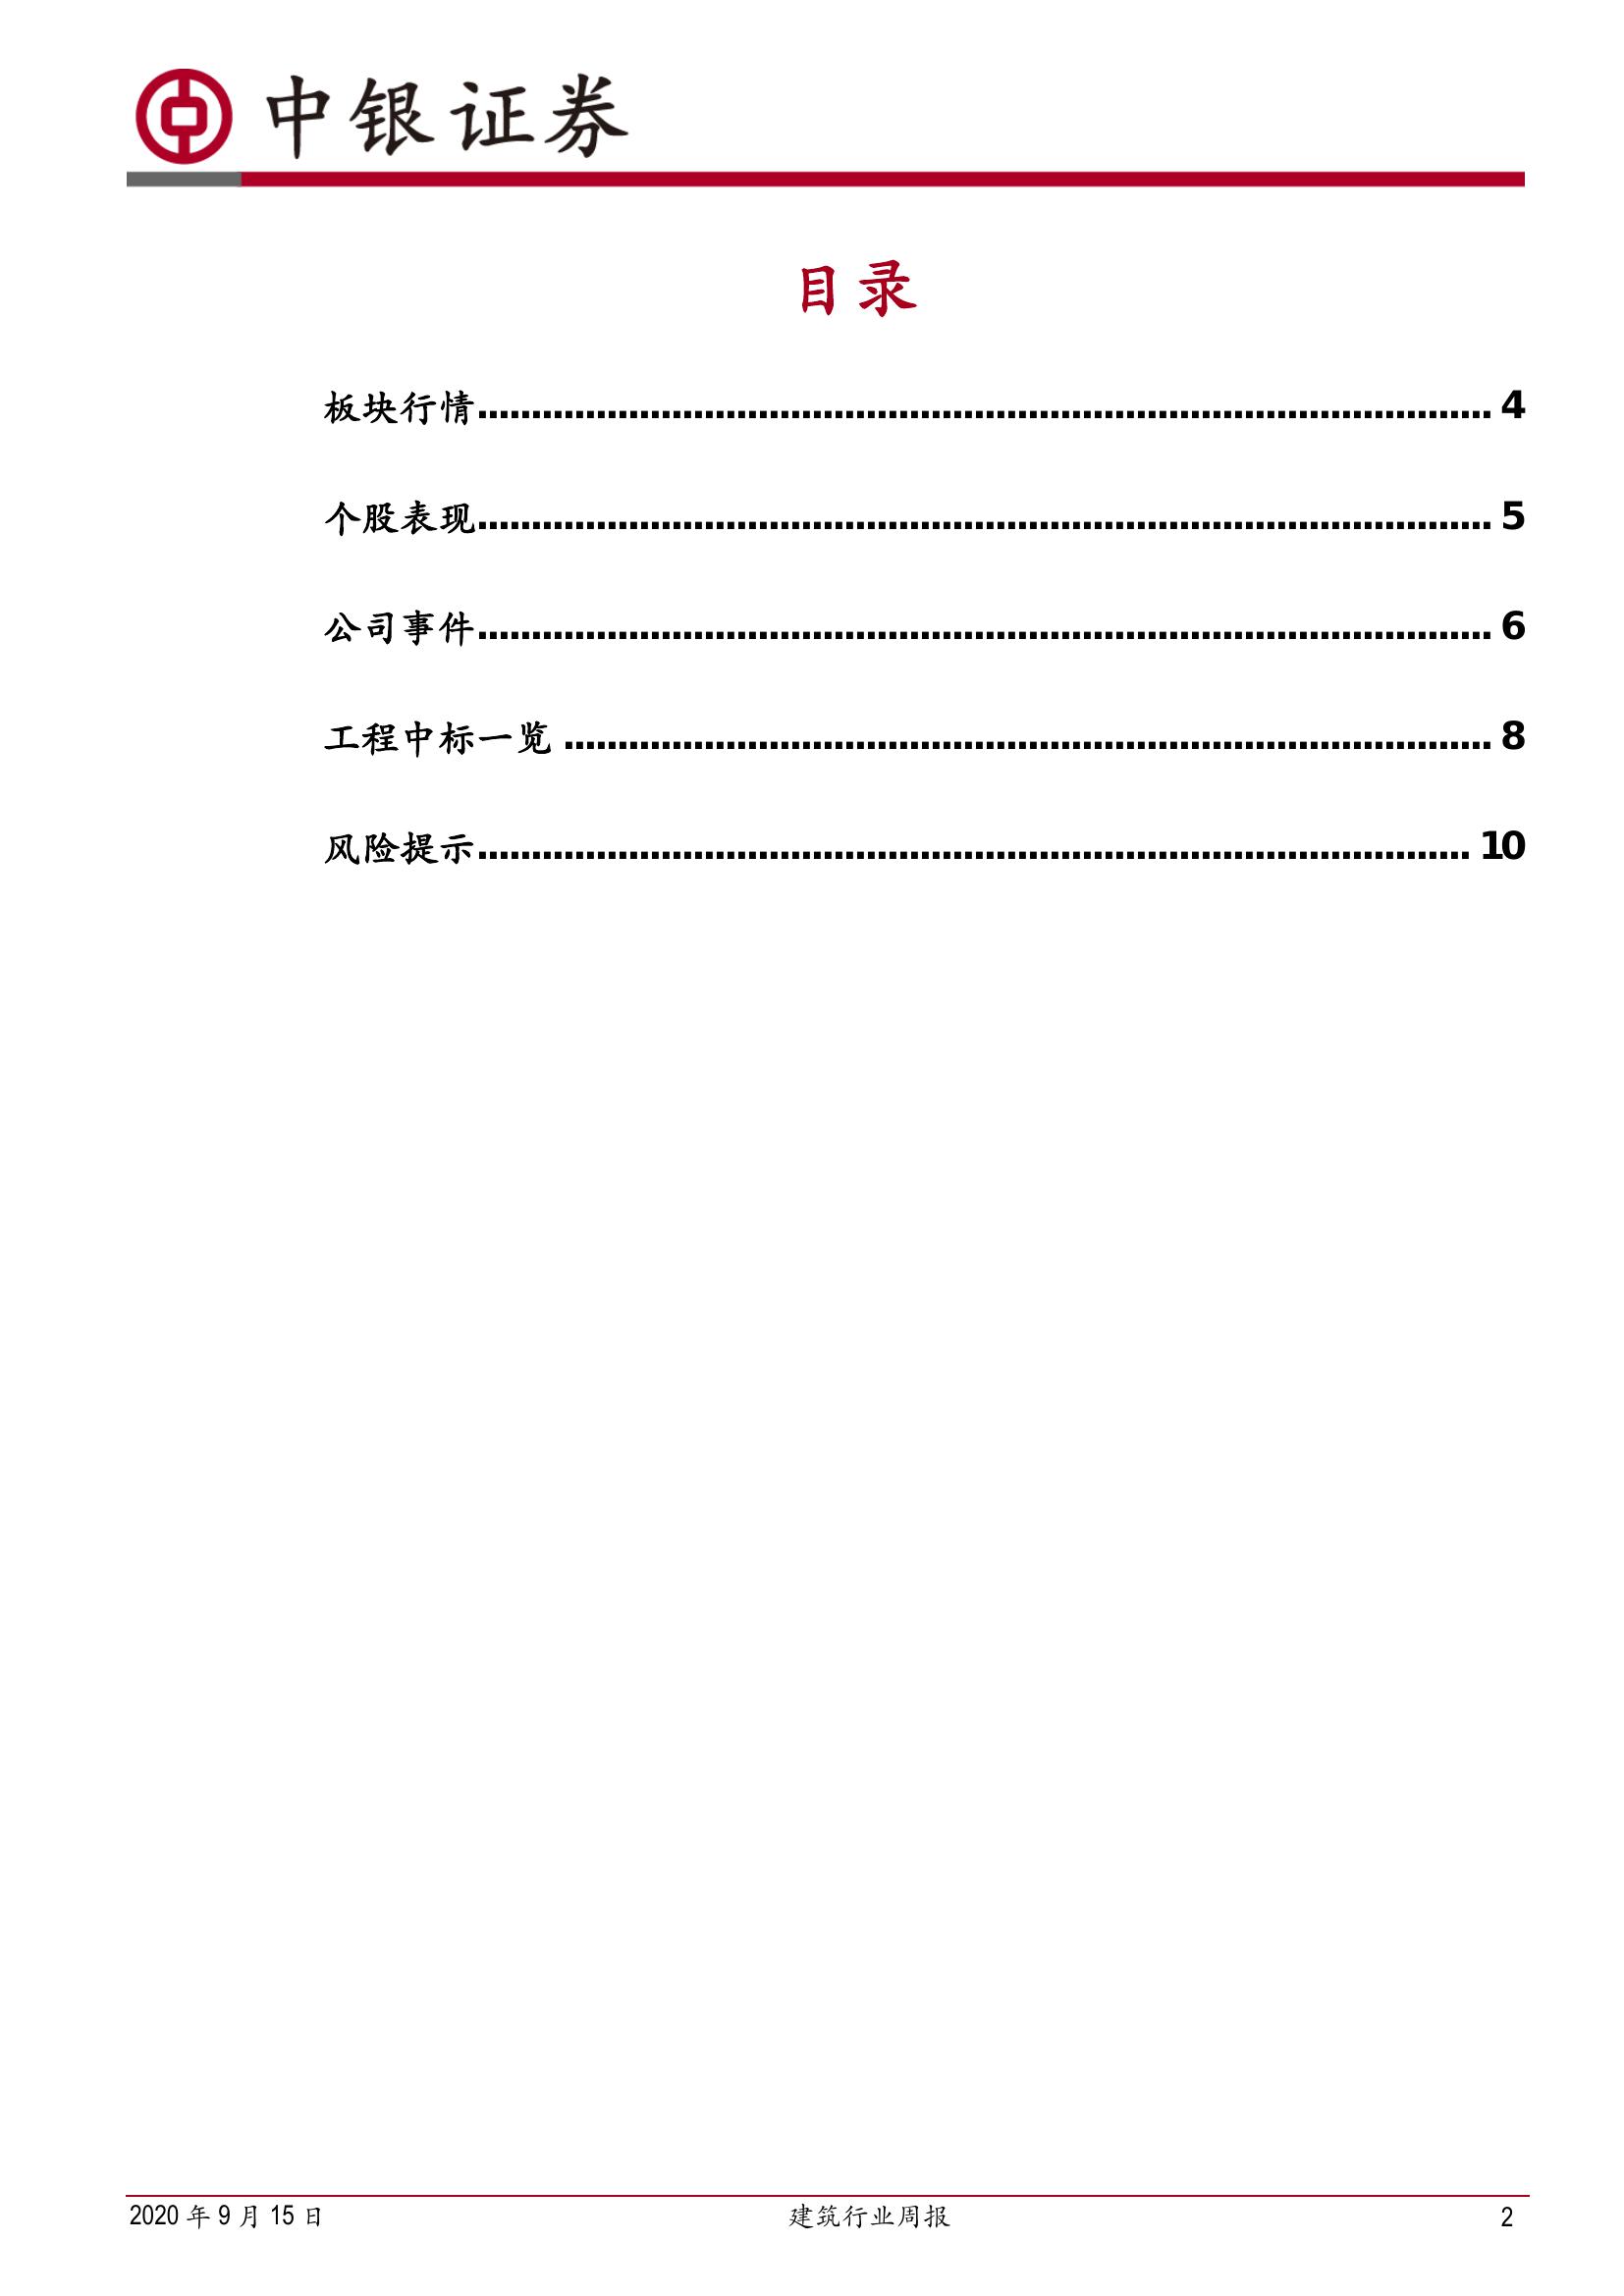 中银证券
目录
板块行情.............................................................................................. 4
个股表现.............................................................................................. 5
公司事件.............................................................................................. 6
工程中标一览 ...................................................................................... 8
风险提示............................................................................................ 10
2020 年 9 月 15 日 建筑行业周报 2